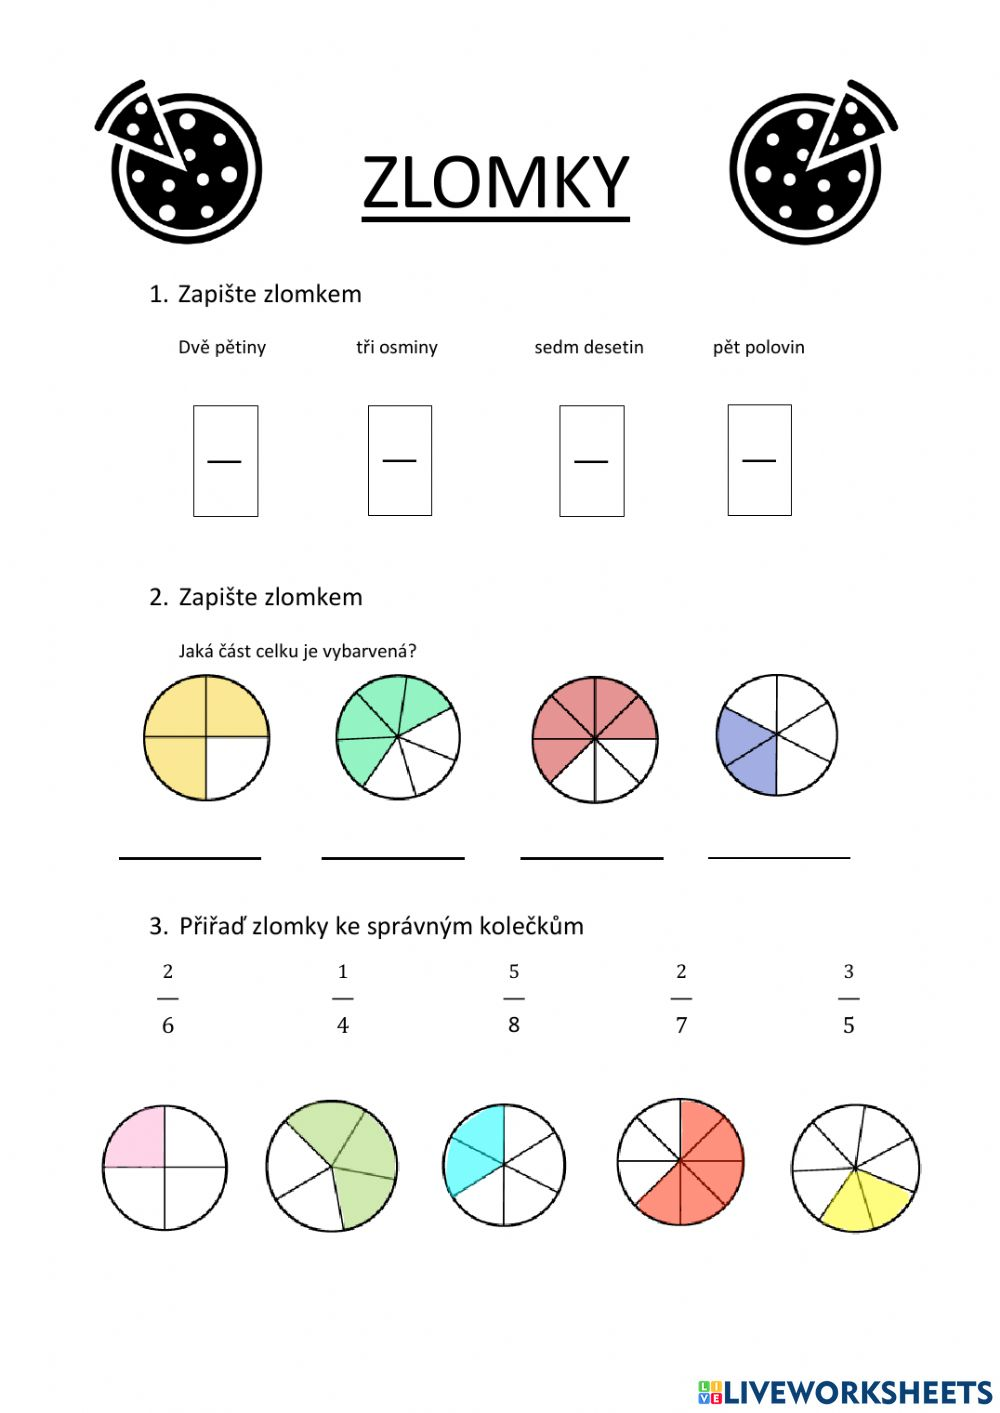 ZLOMKY
1. Zapište zlomkem
Dvě pětiny tři osminy sedm desetin pět polovin
2. Zapište zlomkem
Jaká část celku je vybarvená?
3. Přiřaď zlomky ke správným kolečkům
2 1 5 2 3
6 4 8 7 5
LIVE LIVEWORKSHEETS